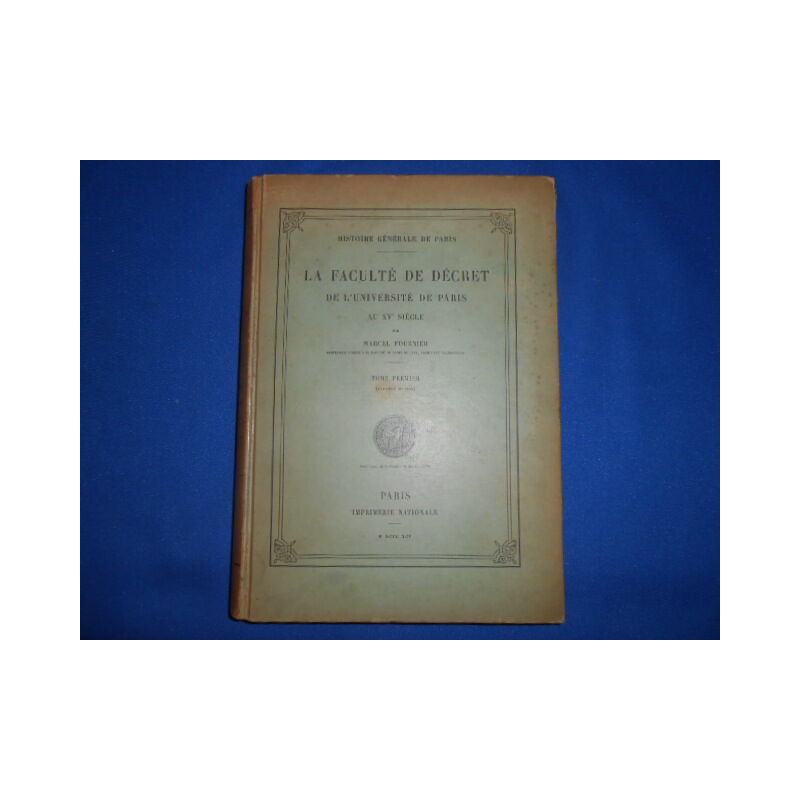 HISTOIRE GÉNÉRALE DE PARIS
LA FACULTÉ DE DÉCRET
DE L'UNIVERSITÉ DE PARIS
AU XVe SIÈCLE
PAR
MARCEL FOURNIER
TOME PREMIER
PARIS
IMPRIMERIE NATIONALE